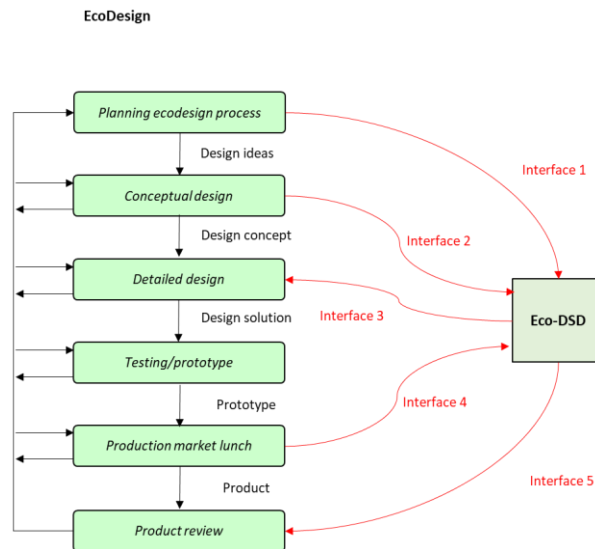 EcoDesign
Planning ecodesign process
Design ideas
Interface 1
Conceptual design
Design concept
Interface 2
Detailed design
Interface 3
Eco-DSD
Design solution
Testing/prototype
Prototype
Interface 4
Production market lunch
Product
Interface 5
Product review